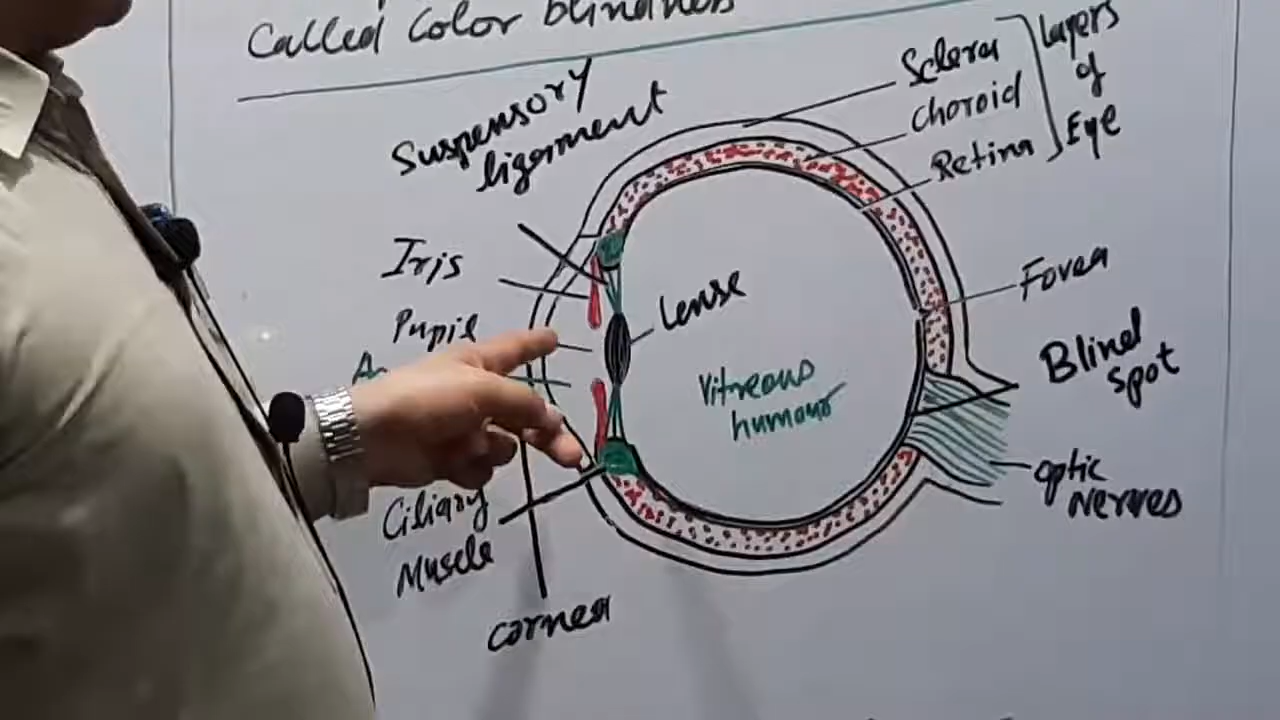 Called Color blindness
Suspensory
ligament
Iris
Pupil
Ciliary
Muscle
cornea
Lense
Vitreous
humour
Sclera
Choroid
Retina
Layers
of
Eye
Fovea
Blind
spot
optic
nerves